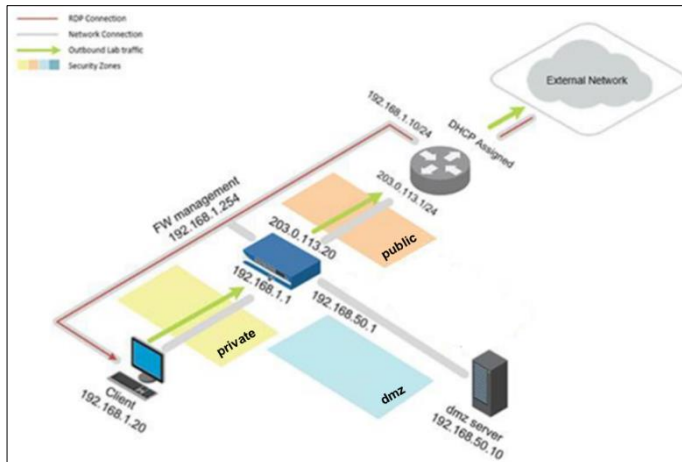 RDP Connection
Network Connection
Outbound Lab traffic
Security Zones
External Network
192.168.1.10/24
DHCP Assigned
203.0.113.1/24
FW management
192.168.1.254
203.0.113.20
public
192.168.1.1
192.168.50.1
private
dmz
Client
192.168.1.20
dmz server
192.168.50.10